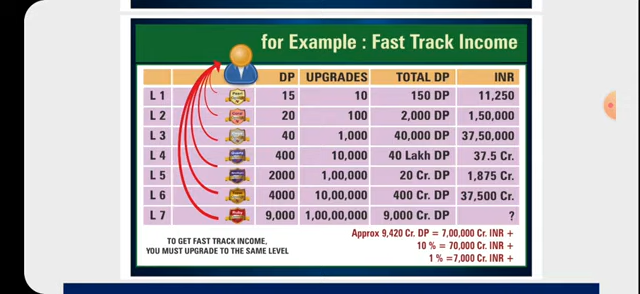 for Example : Fast Track Income
DP UPGRADES TOTAL DP INR
L 1 15 10 150 DP 11,250
L 2 20 100 2,000 DP 1,50,000
L 3 40 1,000 40,000 DP 37,50,000
L 4 400 10,000 40 Lakh DP 37.5 Cr.
L 5 2000 1,00,000 20 Cr. DP 1,875 Cr.
L 6 4000 10,00,000 400 Cr. DP 37,500 Cr.
L 7 9,000 1,00,00,000 9,000 Cr. DP ?
Approx 9,420 Cr. DP = 7,00,000 Cr. INR +
10 % = 70,000 Cr. INR +
1 % =7,000 Cr. INR +
TO GET FAST TRACK INCOME,
YOU MUST UPGRADE TO THE SAME LEVEL